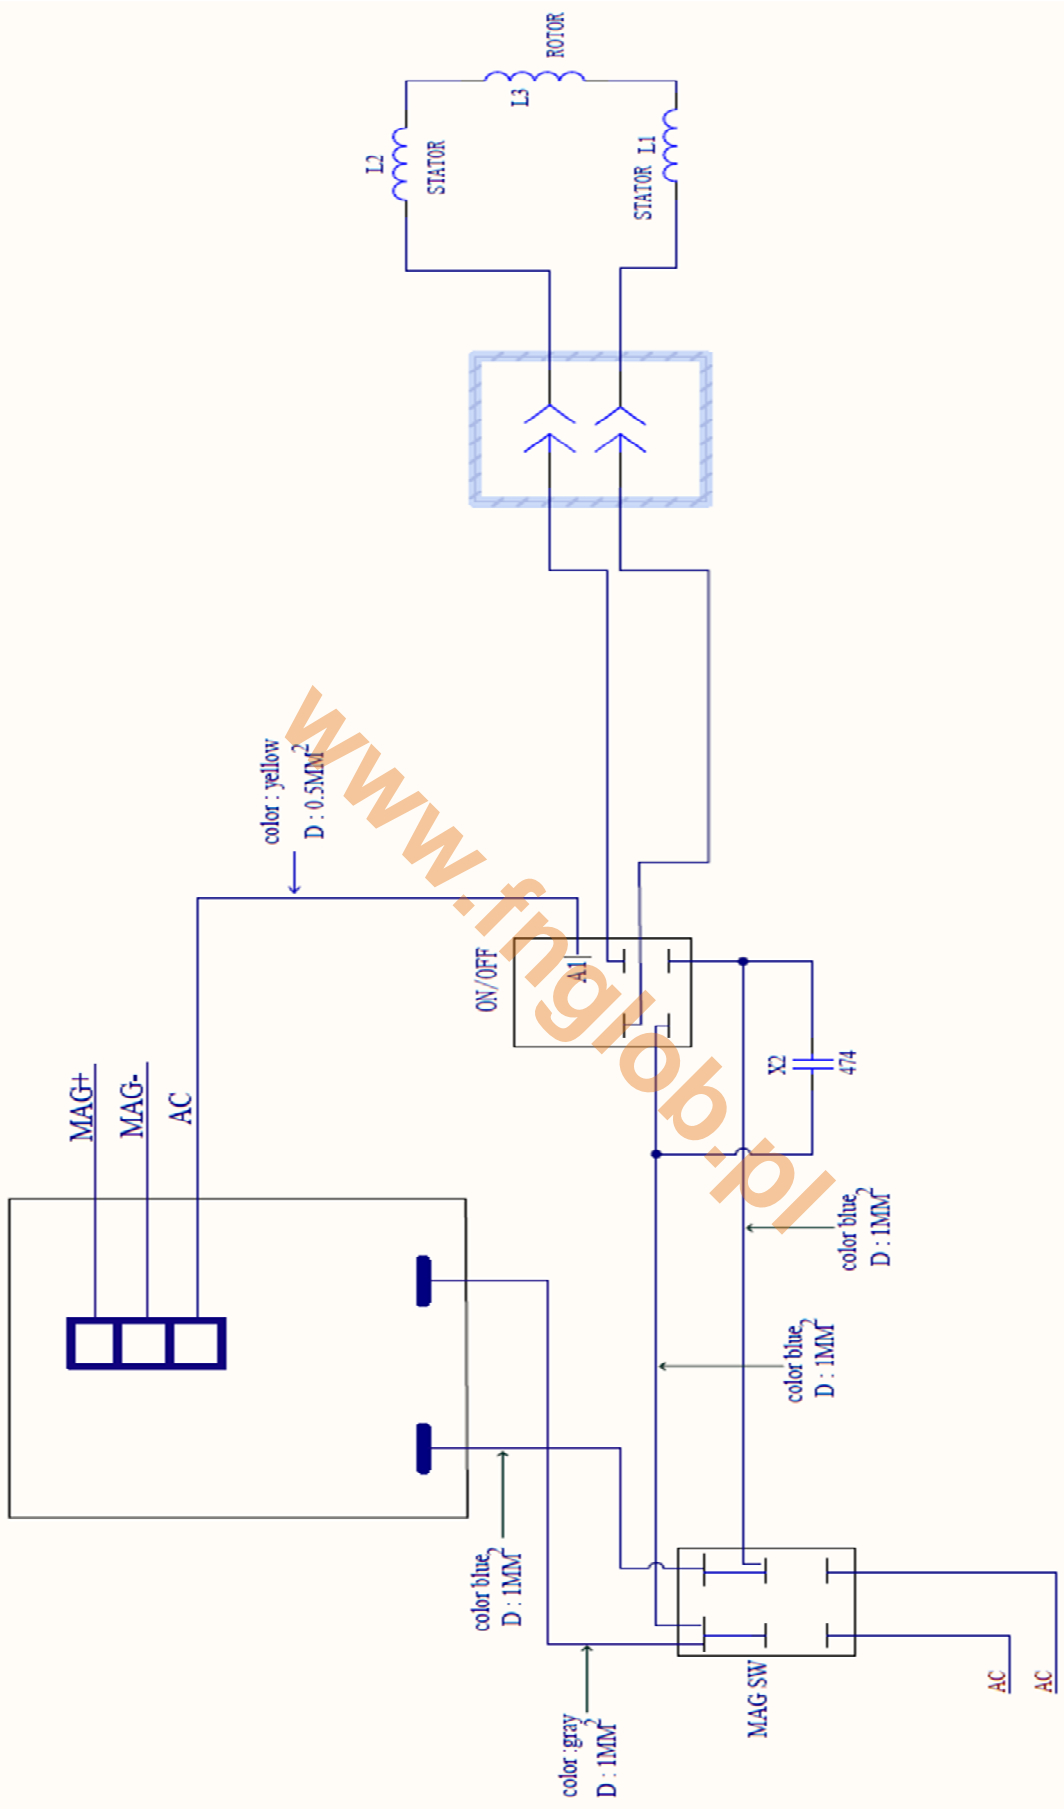 ROTOR
L3
L2
STATOR
STATOR L1
color : yellow
D : 0.5MM²
ON/OFF
A1
MAG+
MAG-
AC
X2
474
color blue
D : 1MM²
color blue
D : 1MM²
color blue
D : 1MM²
color :gray
D : 1MM²
MAG SW
AC
AC
www.fnglob.pl